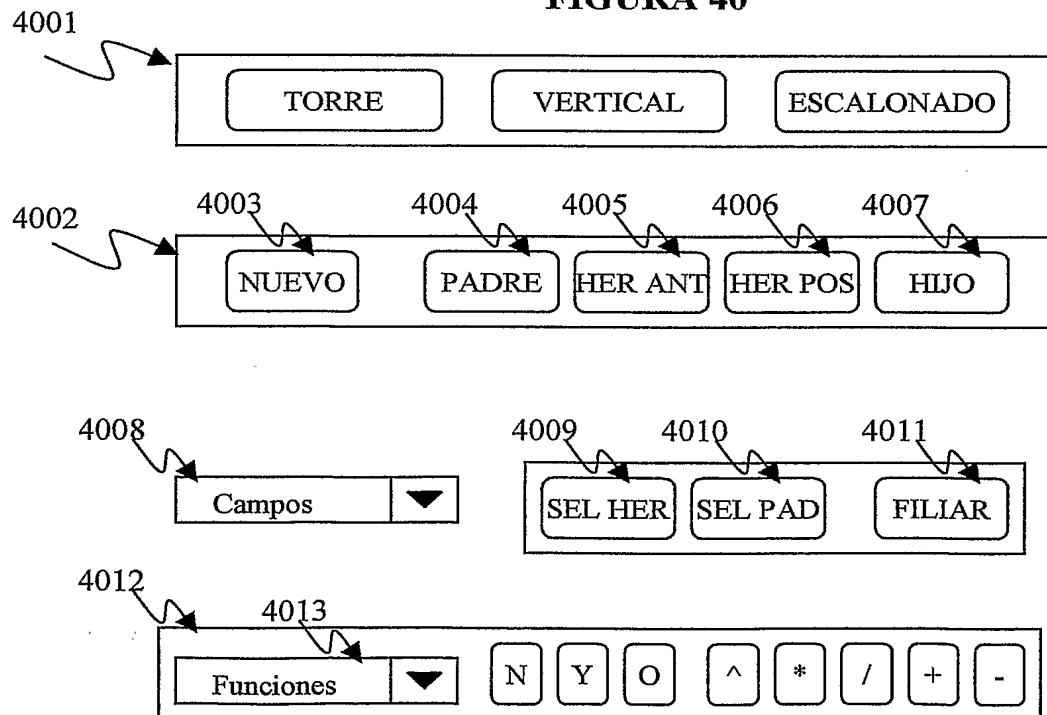 FIGURA 40
4001
TORRE VERTICAL ESCALONADO
4002 4003 4004 4005 4006 4007
NUEVO PADRE HER ANT HER POS HIJO
4008 4009 4010 4011
Campos SEL HER SEL PAD FILIAR
4012 4013
Funciones N Y O ^ * / + -